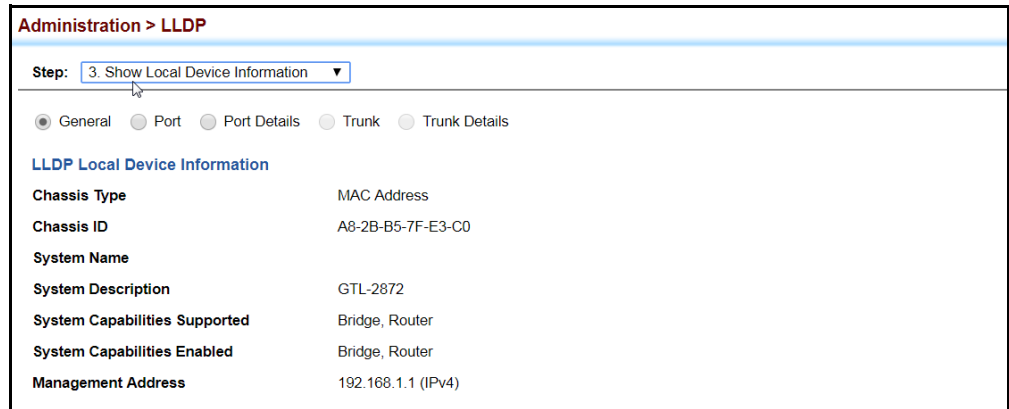 Administration > LLDP
Step: 3. Show Local Device Information
General Port Port Details Trunk Trunk Details
LLDP Local Device Information
Chassis Type MAC Address
Chassis ID A8-2B-B5-7F-E3-C0
System Name
System Description GTL-2872
System Capabilities Supported Bridge, Router
System Capabilities Enabled Bridge, Router
Management Address 192.168.1.1 (IPv4)